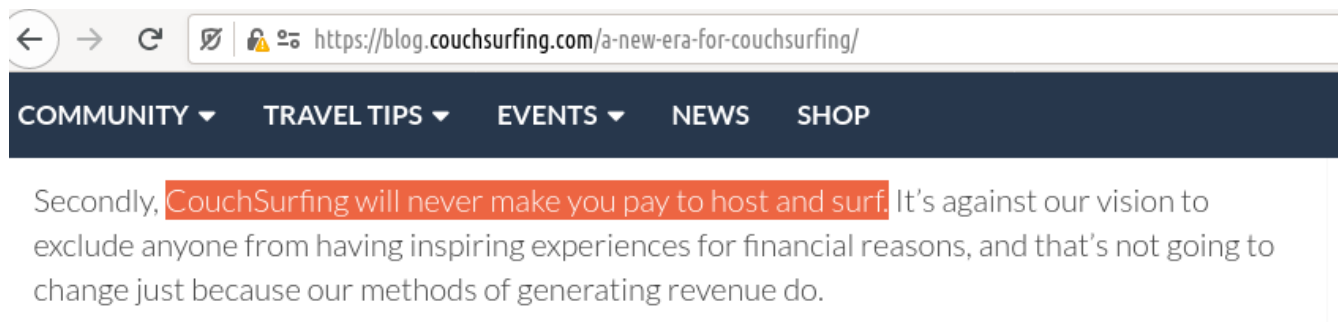 https://blog.couchsurfing.com/a-new-era-for-couchsurfing/
COMMUNITY TRAVEL TIPS EVENTS NEWS SHOP
Secondly, CouchSurfing will never make you pay to host and surf. It’s against our vision to
exclude anyone from having inspiring experiences for financial reasons, and that’s not going to
change just because our methods of generating revenue do.